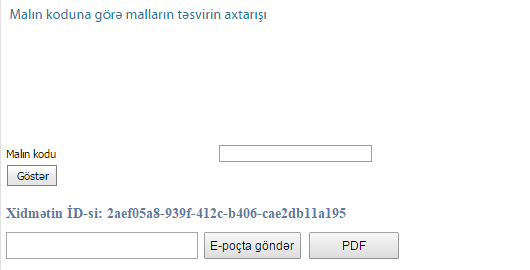 Malın koduna görə malların təsvirin axtarışı
Malın kodu
Göstər
Xidmətin İD-si: 2aef05a8-939f-412c-b406-cae2db11a195
E-poçta göndər PDF